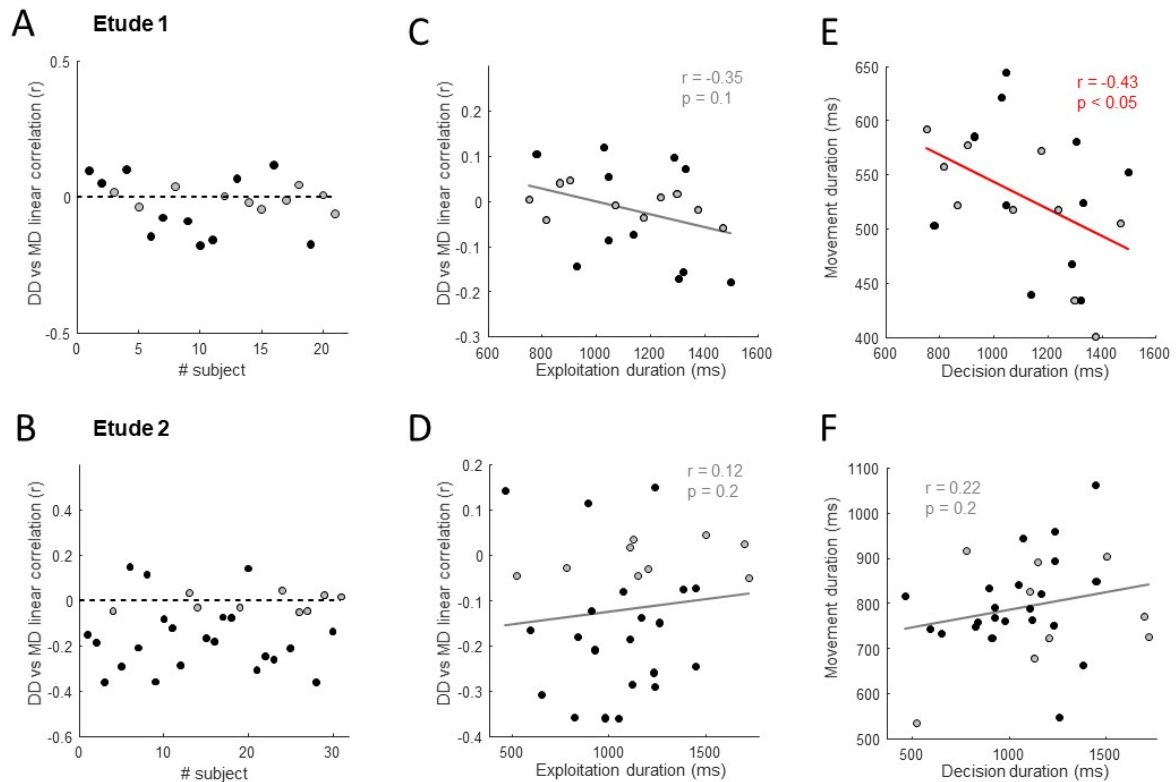 A
Etude 1
DD vs MD linear correlation (r)
0.5
0
-0.5
0
5
10
15
20
# subject
C
r = -0.35
p = 0.1
DD vs MD linear correlation (r)
0.2
0.1
0
-0.1
-0.2
-0.3
600
800
1000
1200
1400
1600
Exploitation duration (ms)
E
r = -0.43
p < 0.05
Movement duration (ms)
650
600
550
500
450
400
600
800
1000
1200
1400
1600
Decision duration (ms)
B
Etude 2
DD vs MD linear correlation (r)
0.4
0.2
0
-0.2
-0.4
-0.6
0
10
20
30
# subject
D
r = 0.12
p = 0.2
DD vs MD linear correlation (r)
0.2
0.1
0
-0.1
-0.2
-0.3
-0.4
500
1000
1500
Exploitation duration (ms)
F
r = 0.22
p = 0.2
Movement duration (ms)
1100
1000
900
800
700
600
500
500
1000
1500
Decision duration (ms)